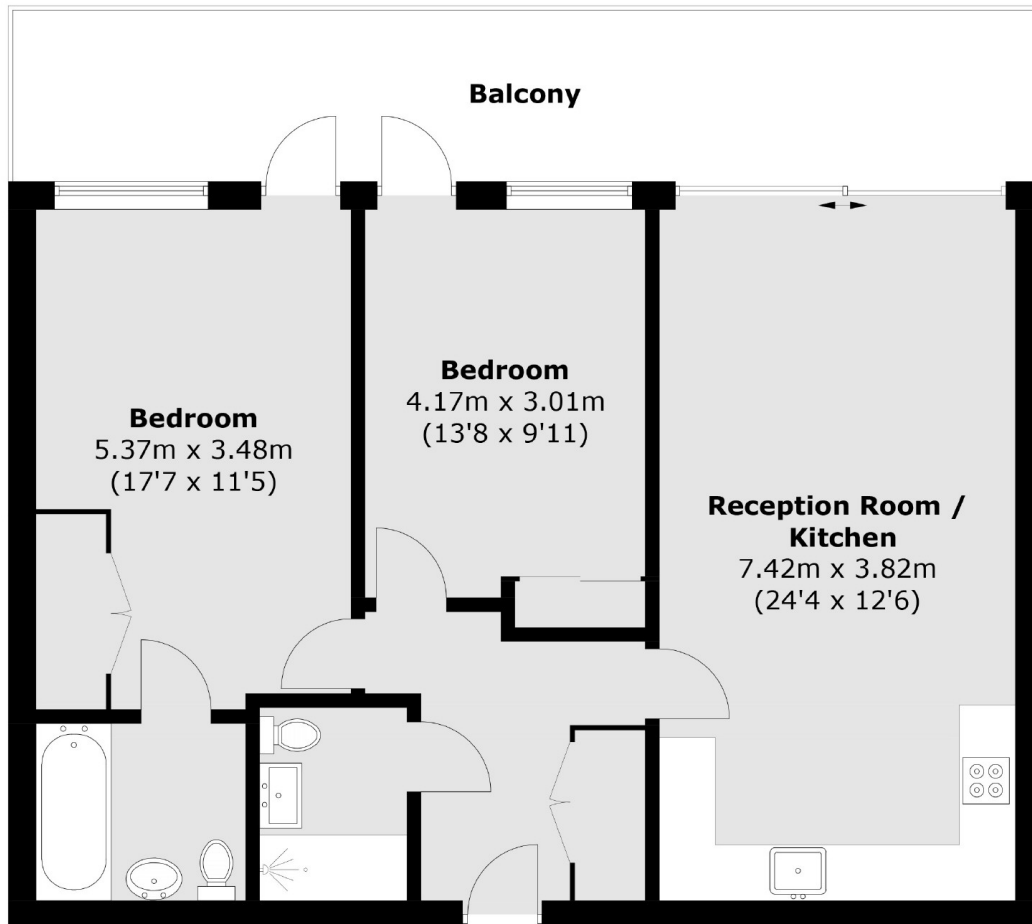 Balcony
Bedroom
5.37m x 3.48m
(17'7 x 11'5)
Bedroom
4.17m x 3.01m
(13'8 x 9'11)
Reception Room /
Kitchen
7.42m x 3.82m
(24'4 x 12'6)